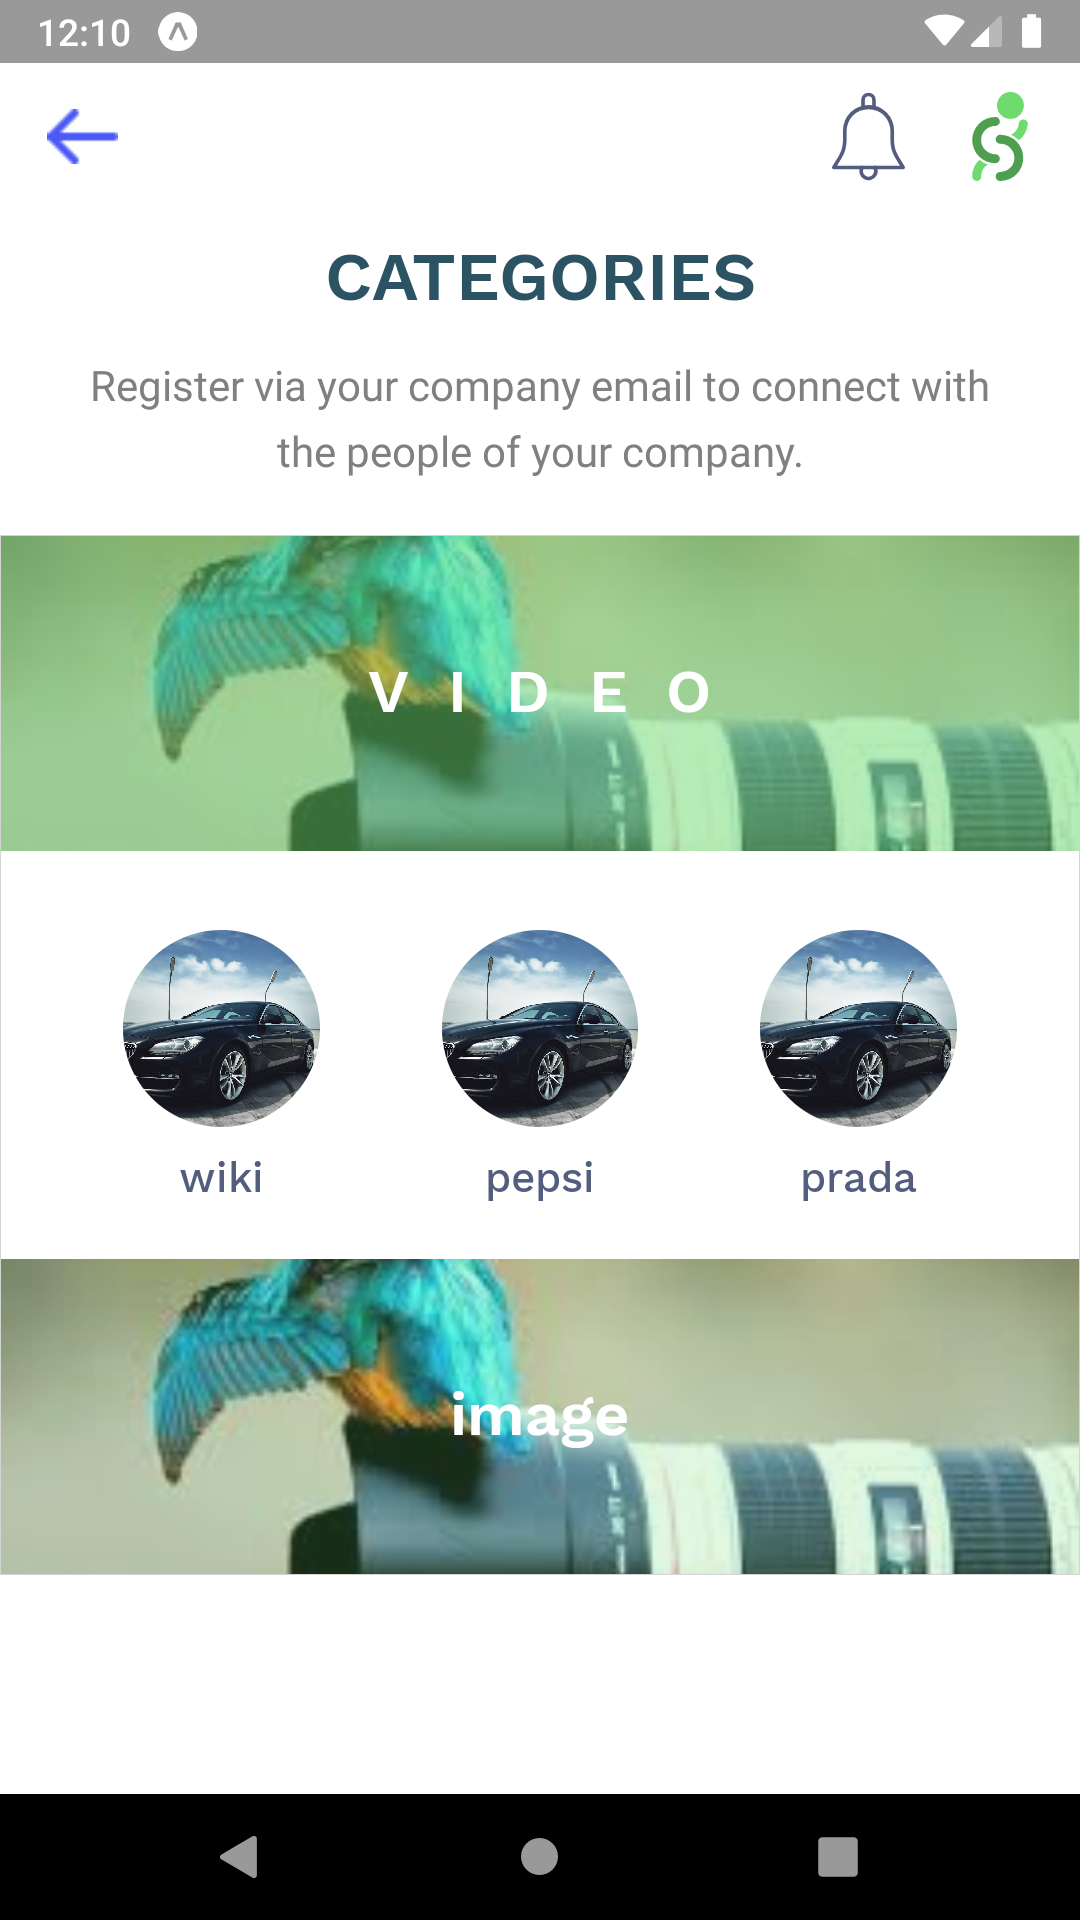 12:10
CATEGORIES
Register via your company email to connect with
the people of your company.
V I D E O
wiki pepsi prada
image